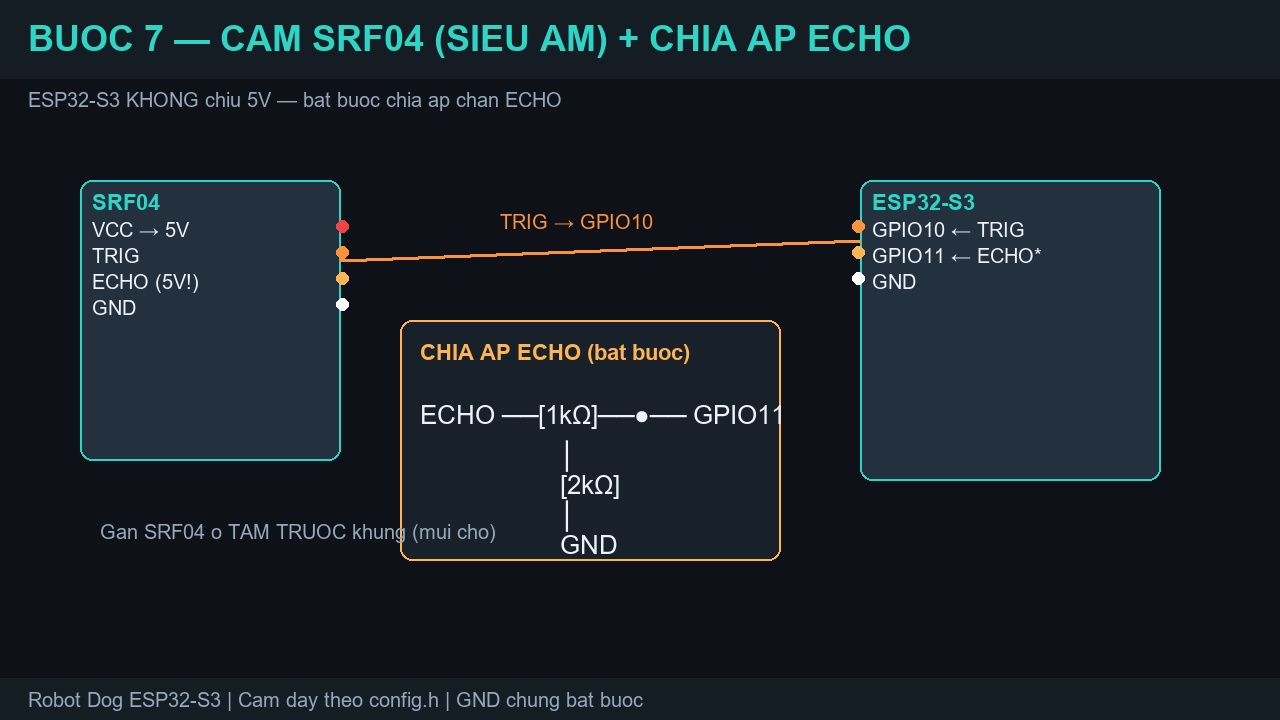 BUOC 7 — CAM SRF04 (SIEU AM) + CHIA AP ECHO
ESP32-S3 KHONG chiu 5V — bat buoc chia ap chan ECHO
SRF04
VCC → 5V
TRIG
ECHO (5V!)
GND
TRIG → GPIO10
ESP32-S3
GPIO10 ← TRIG
GPIO11 ← ECHO*
GND
CHIA AP ECHO (bat buoc)
ECHO ──[1kΩ]──●── GPIO11
│
[2kΩ]
│
GND
Gan SRF04 o TAM TRUOC khung (mui cho)
Robot Dog ESP32-S3 | Cam day theo config.h | GND chung bat buoc